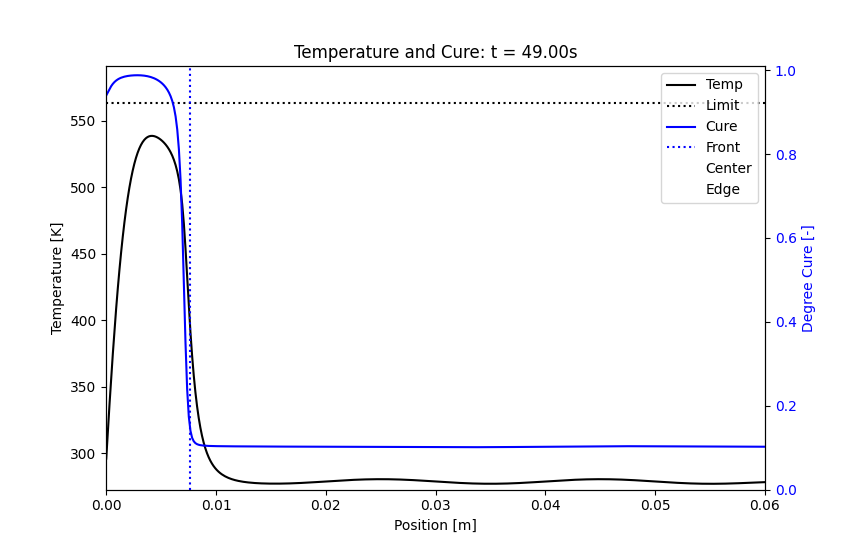 Temperature and Cure: t = 49.00s
Temp
Limit
Cure
Front
Center
Edge
Temperature [K]
550
500
450
400
350
300
Degree Cure [-]
1.0
0.8
0.6
0.4
0.2
0.0
0.00 0.01 0.02 0.03 0.04 0.05 0.06
Position [m]